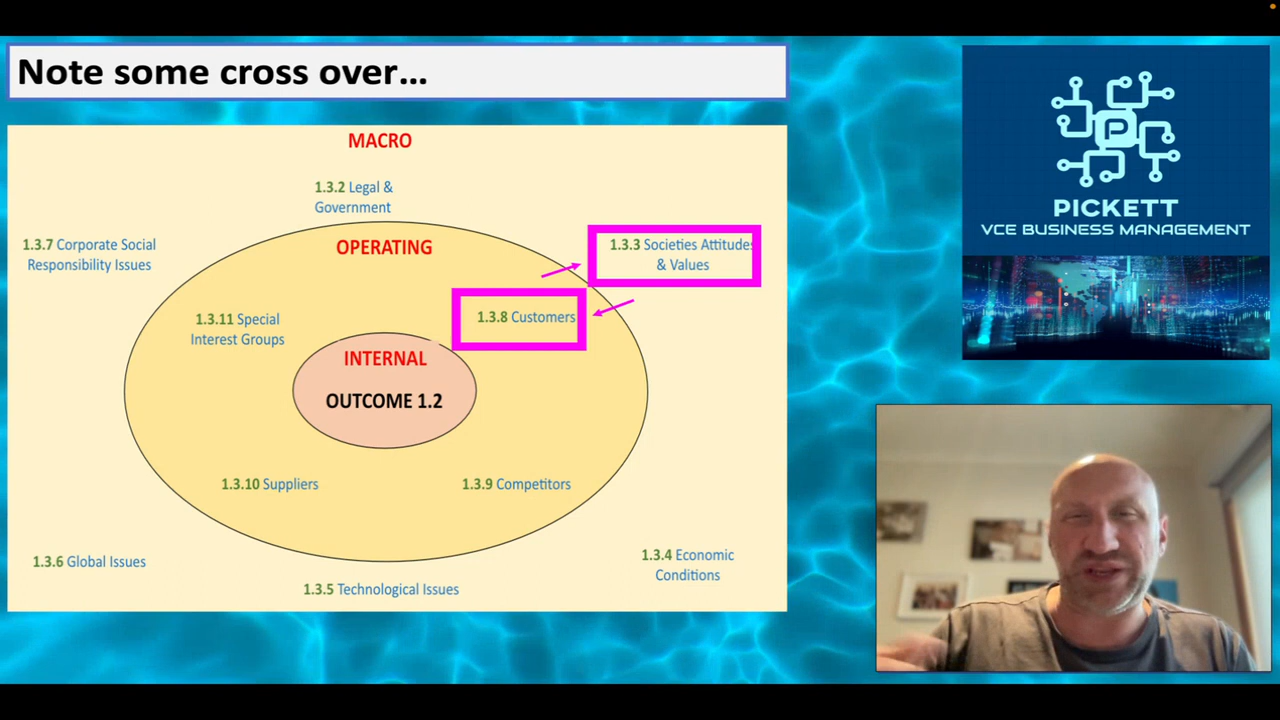 Note some cross over...
MACRO
1.3.2 Legal &
Government
1.3.7 Corporate Social
Responsibility Issues
OPERATING
1.3.3 Societies Attitudes
& Values
1.3.11 Special
Interest Groups
1.3.8 Customers
INTERNAL
OUTCOME 1.2
1.3.10 Suppliers
1.3.9 Competitors
1.3.6 Global Issues
1.3.5 Technological Issues
1.3.4 Economic
Conditions
P
PICKETT
VCE BUSINESS MANAGEMENT